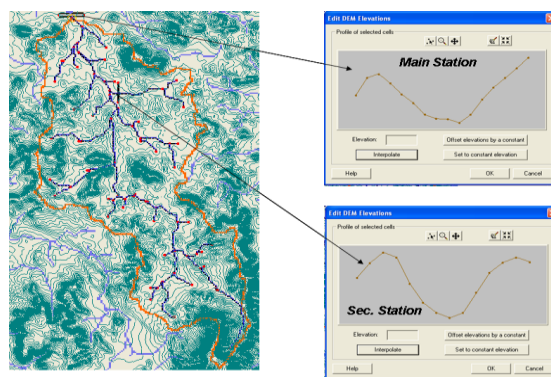 Edit DEM Elevations
Profile of selected cells
Main Station
Elevation:
Offset elevations by a constant
Interpolate
Set to constant elevation
Help
OK
Cancel
Edit DEM Elevations
Profile of selected cells
Sec. Station
Elevation:
Offset elevations by a constant
Interpolate
Set to constant elevation
Help
OK
Cancel